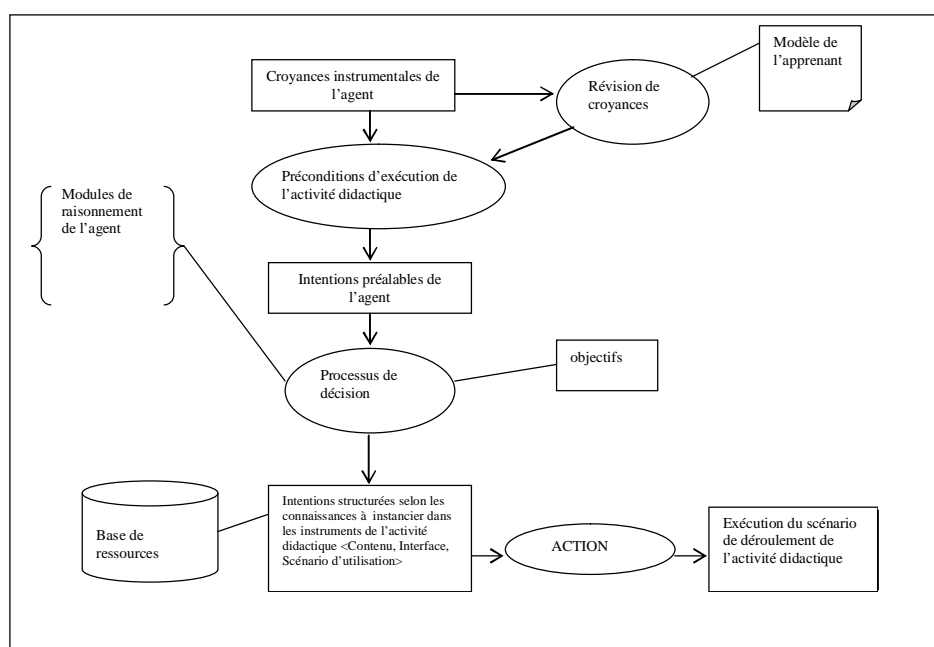 Croyances instrumentales de
l’agent
Révision de
croyances
Modèle de
l’apprenant
Préconditions d’exécution de
l’activité didactique
Modules de
raisonnement
de l’agent
Intentions préalables de
l’agent
Processus de
décision
objectifs
Base de
ressources
Intentions structurées selon les
connaissances à instancier dans
les instruments de l’activité
didactique <Contenu, Interface,
Scénario d’utilisation>
ACTION
Exécution du scénario
de déroulement de
l’activité didactique